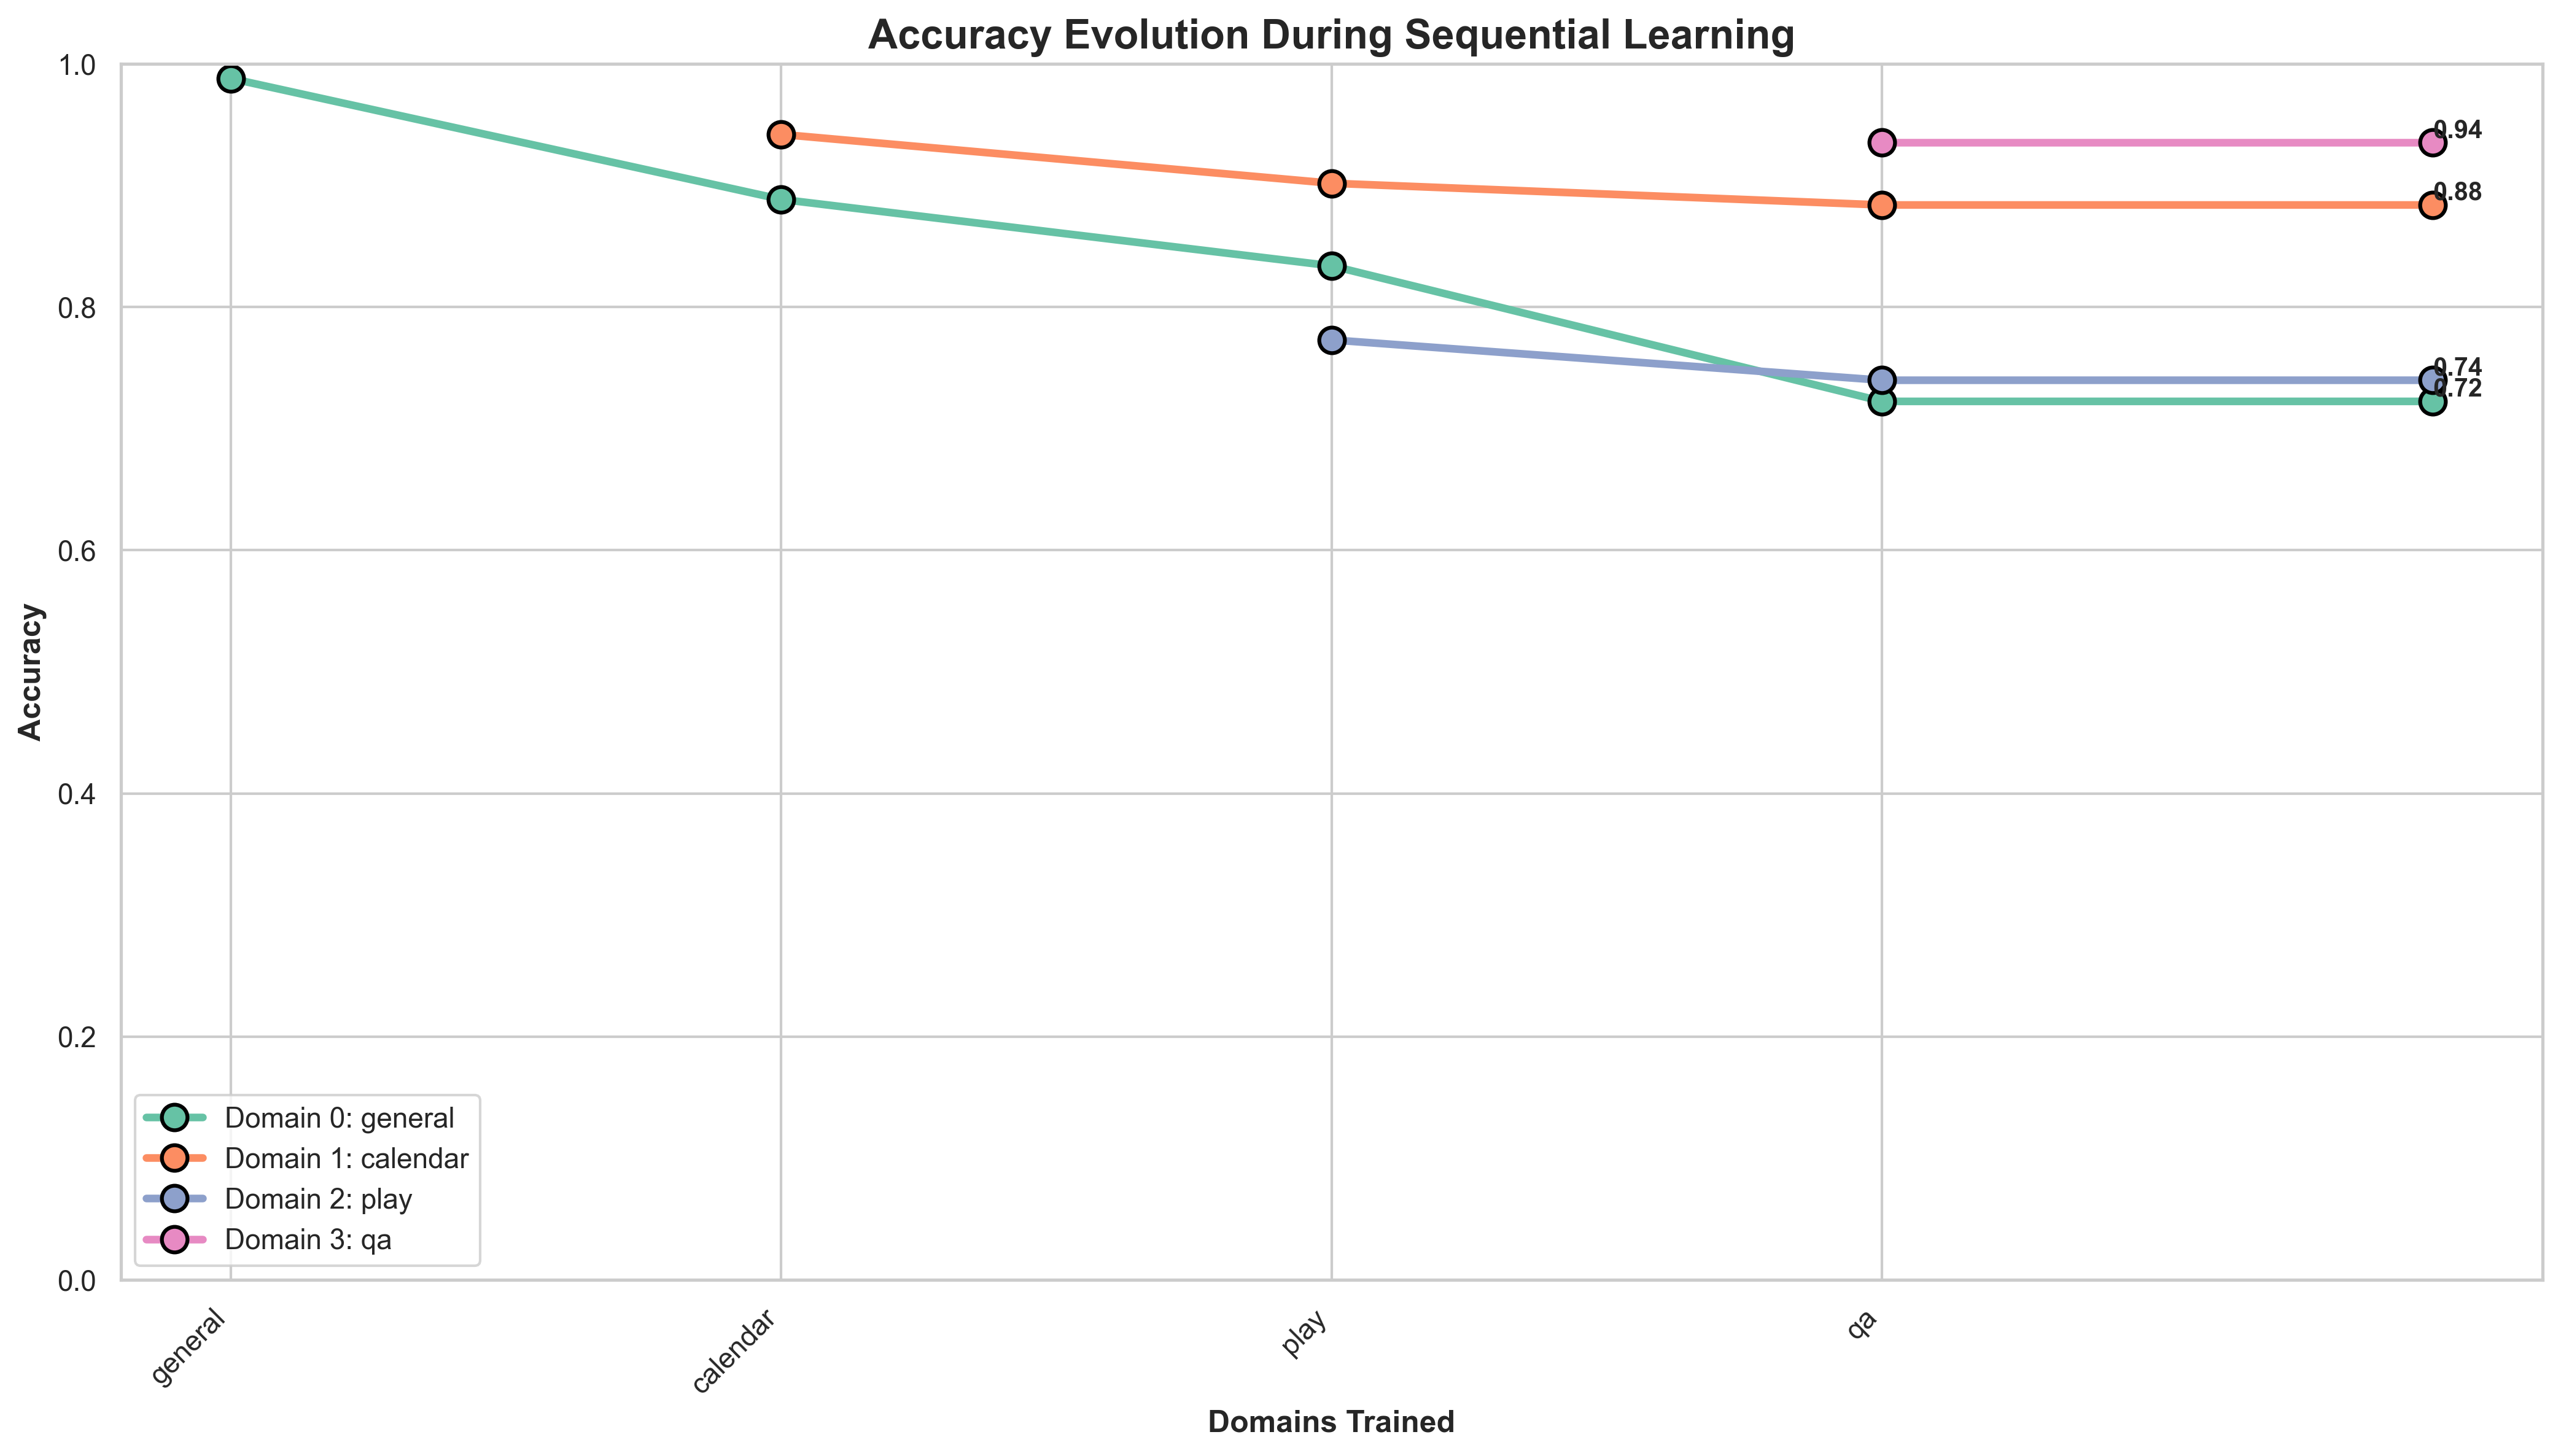 Accuracy Evolution During Sequential Learning
1.0
0.8
0.6
0.4
0.2
0.0
Accuracy
0.94
0.88
0.74
0.72
Domain 0: general
Domain 1: calendar
Domain 2: play
Domain 3: qa
general
calendar
play
qa
Domains Trained